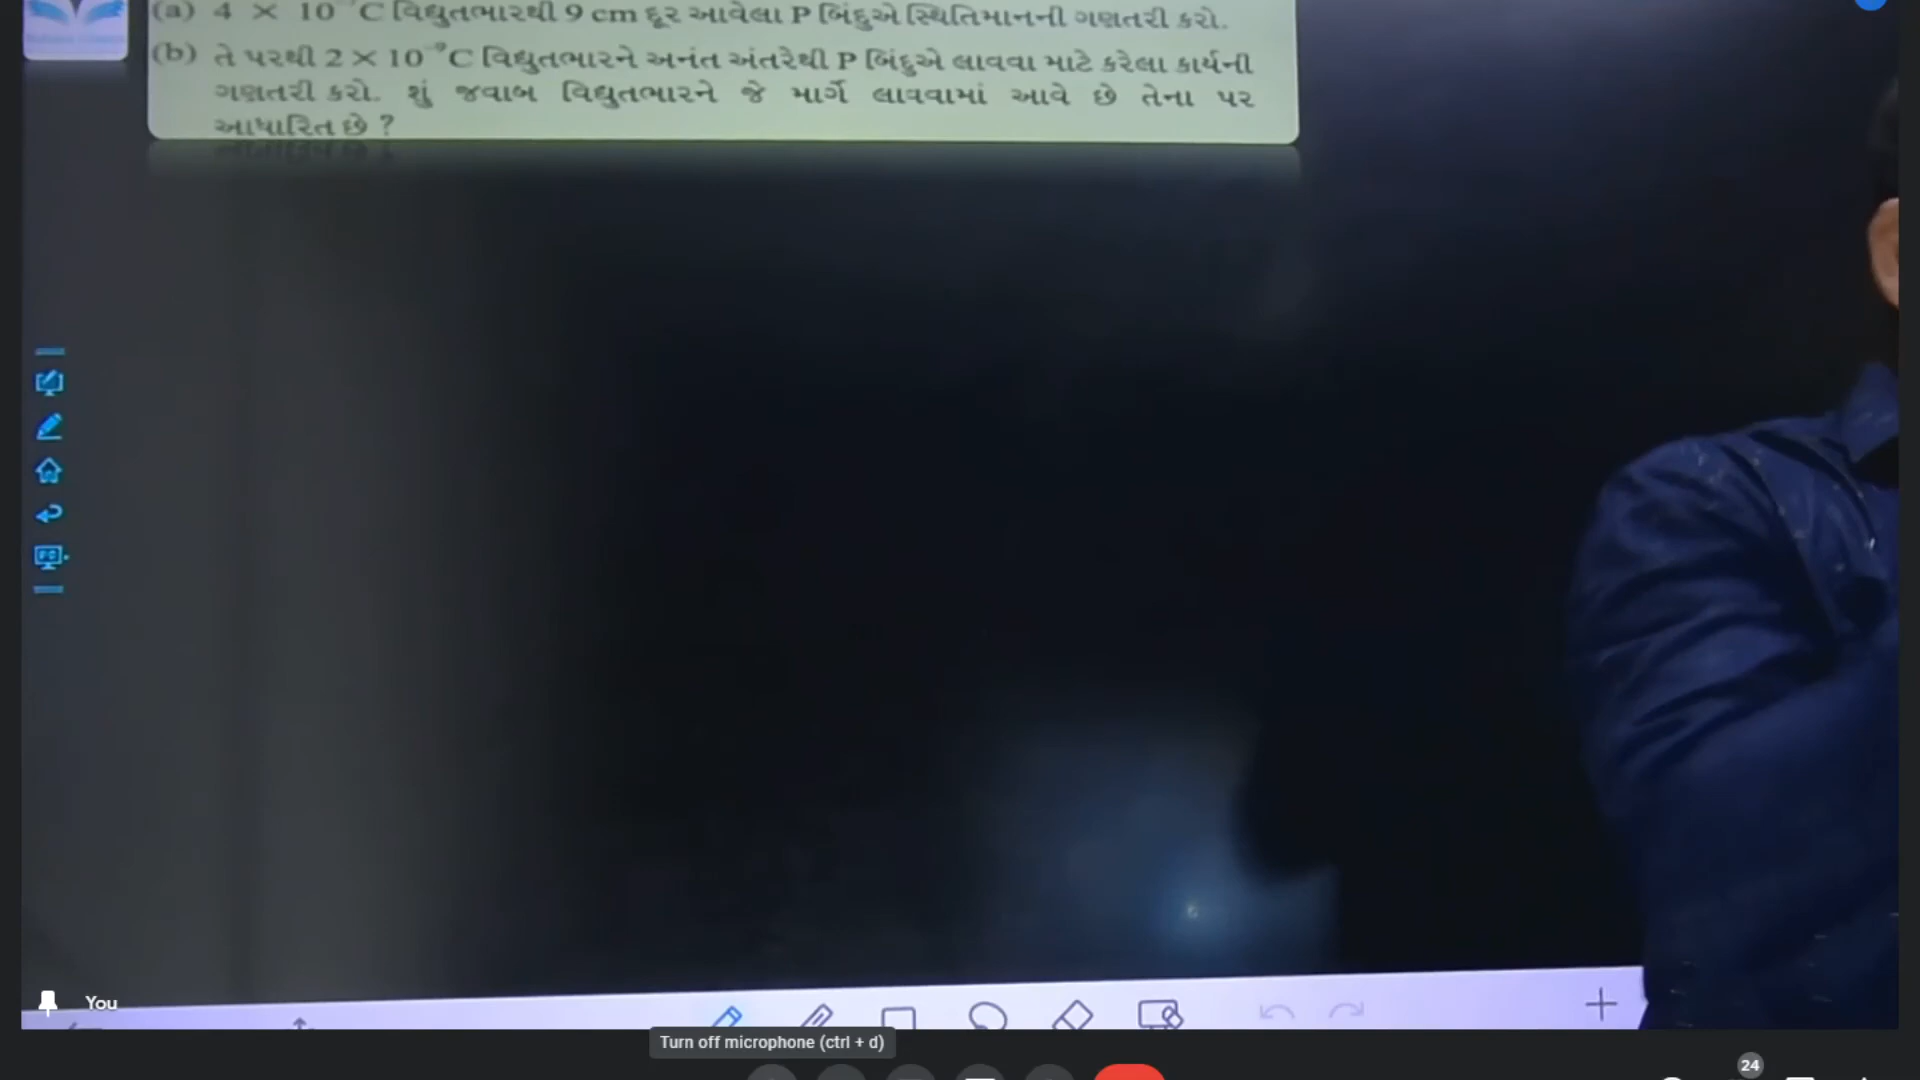 (a) 4 × 10 C વિદ્યુતભારથી 9 cm દૂર આવેલા P બિંદુએ સ્થિતિમાનની ગણતરી કરો.
(b) તે પરથી 2 × 10⁻⁹C વિદ્યુતભારને અનંત અંતરેથી P બિંદુએ લાવવા માટે કરેલા કાર્યની
ગણતરી કરો. શું જવાબ વિદ્યુતભારને જે માર્ગે લાવવામાં આવે છે તેના પર
આધારિત છે ?
You
Turn off microphone (ctrl + d)
24